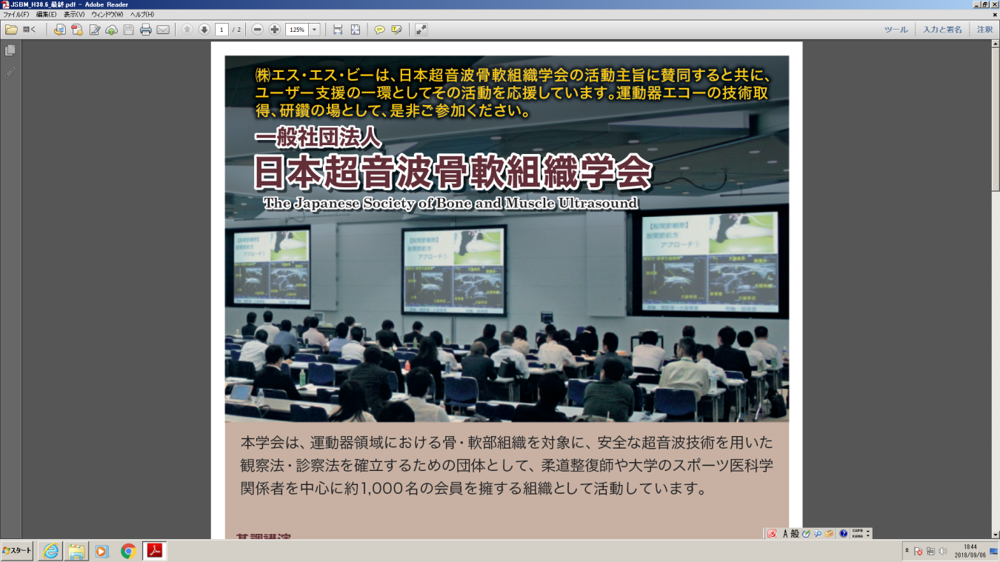 JSBM_H30.6_最終.pdf - Adobe Reader
ファイル(F) 編集(E) 表示(V) ウィンドウ(W) ヘルプ(H)
開く 1 / 2 125% ツール 入力と署名 注釈
㈱エス・エス・ビーは、日本超音波骨軟組織学会の活動主旨に賛同すると共に、
ユーザー支援の一環としてその活動を応援しています。運動器エコーの技術取
得、研鑽の場として、是非ご参加ください。
一般社団法人
日本超音波骨軟組織学会
The Japanese Society of Bone and Muscle Ultrasound
【股関節観察】
股関節前方
アプローチ①
【股関節観察】
股関節前方
アプローチ①
【股関節観察】
股関節前方
アプローチ①
本学会は、運動器領域における骨・軟部組織を対象に、安全な超音波技術を用いた
観察法・診察法を確立するための団体として、柔道整復師や大学のスポーツ医科学
関係者を中心に約1,000名の会員を擁する組織として活動しています。
基調講演
A 般 CAPS KANA
スタート
18:44
2018/09/06